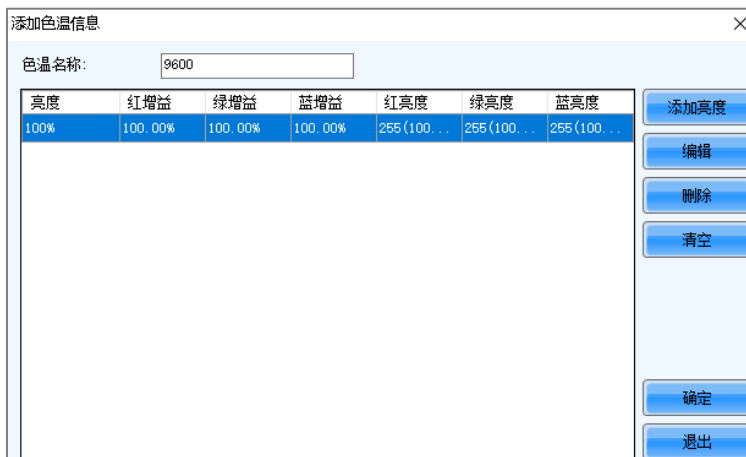 添加色温信息
色温名称: 9600
亮度 红增益 绿增益 蓝增益 红亮度 绿亮度 蓝亮度
100% 100.00% 100.00% 100.00% 255(100... 255(100... 255(100...
添加亮度
编辑
删除
清空
确定
退出